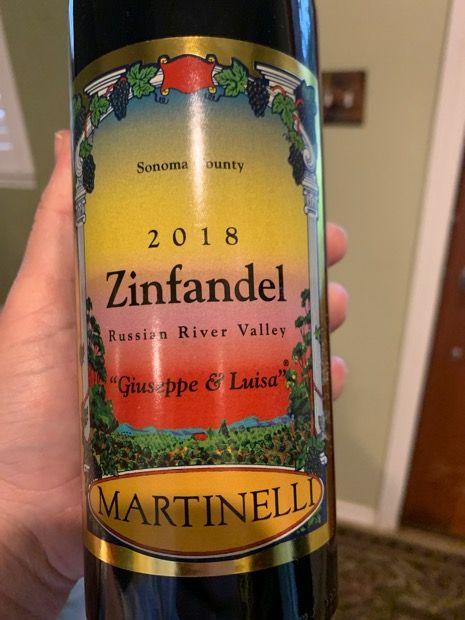 Sonoma County
2018
Zinfandel
Russian River Valley
"Giuseppe & Luisa"®
MARTINELLI